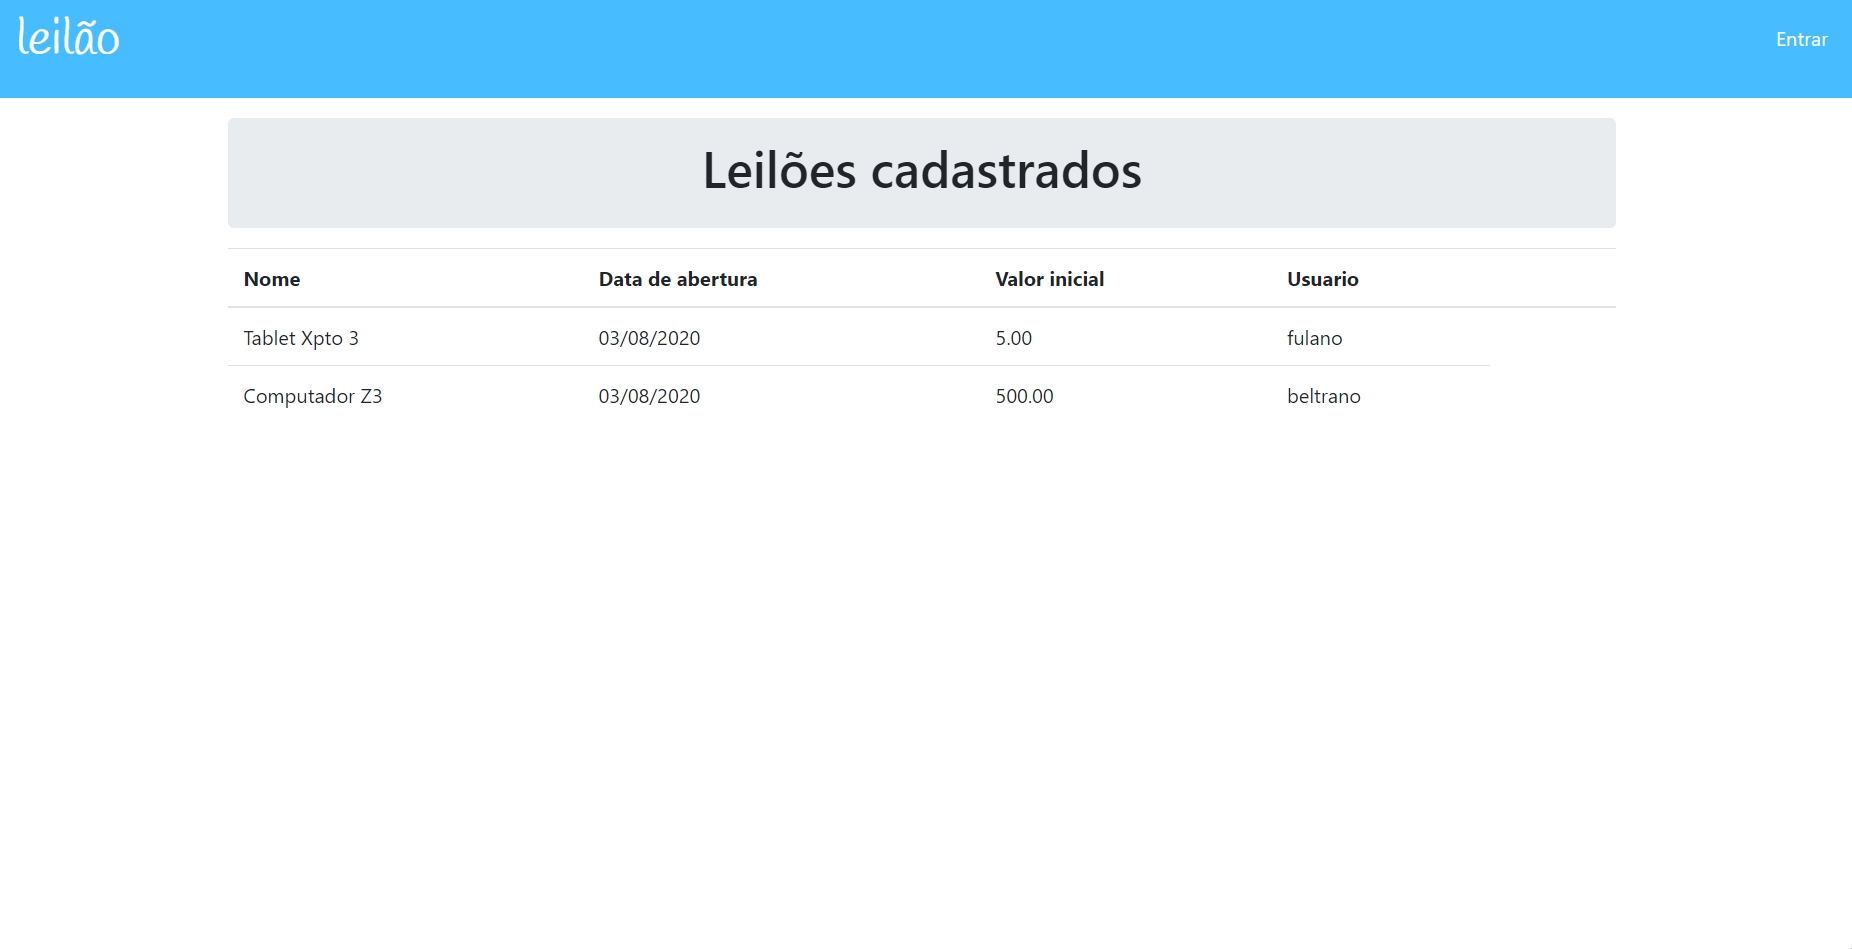 leilão Entrar
Leilões cadastrados
Nome Data de abertura Valor inicial Usuario
Tablet Xpto 3 03/08/2020 5.00 fulano
Computador Z3 03/08/2020 500.00 beltrano